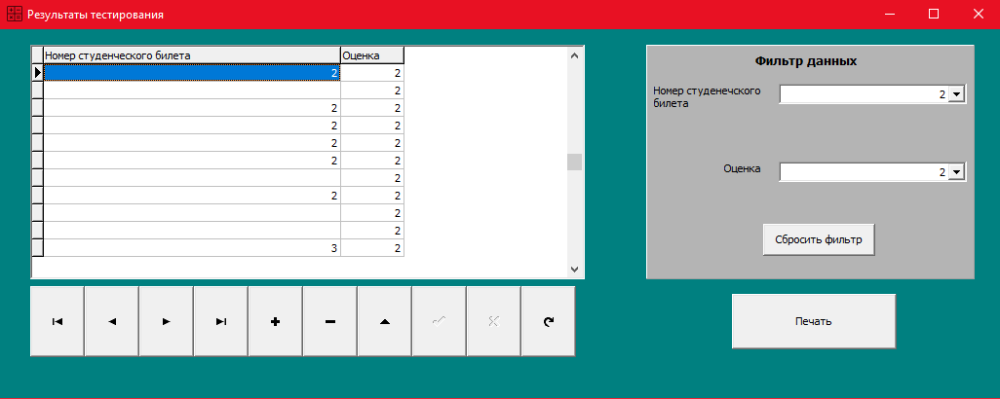 Результаты тестирования
Номер студенческого билета Оценка
2 2
2
2 2
2 2
2 2
2 2
2
2 2
2
2
3 2
Фильтр данных
Номер студенечского
билета
2
Оценка
2
Сбросить фильтр
Печать